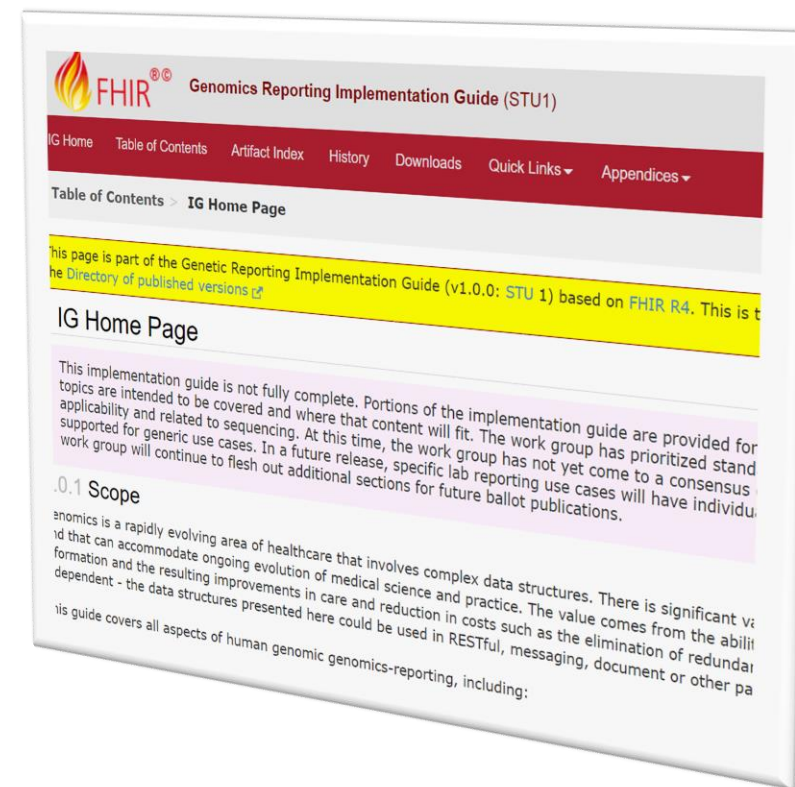 FHIR®© Genomics Reporting Implementation Guide (STU1)
IG Home Table of Contents Artifact Index History Downloads Quick Links Appendices
Table of Contents > IG Home Page
his page is part of the Genetic Reporting Implementation Guide (v1.0.0: STU 1) based on FHIR R4. This is t
he Directory of published versions
IG Home Page
This implementation guide is not fully complete. Portions of the implementation guide are provided for
topics are intended to be covered and where that content will fit. The work group has prioritized stand
applicability and related to sequencing. At this time, the work group has not yet come to a consensus
supported for generic use cases. In a future release, specific lab reporting use cases will have individu
work group will continue to flesh out additional sections for future ballot publications.
.0.1 Scope
enomics is a rapidly evolving area of healthcare that involves complex data structures. There is significant va
nd that can accommodate ongoing evolution of medical science and practice. The value comes from the abilit
formation and the resulting improvements in care and reduction in costs such as the elimination of redundan
dependent - the data structures presented here could be used in RESTful, messaging, document or other pa
his guide covers all aspects of human genomic genomics-reporting, including: